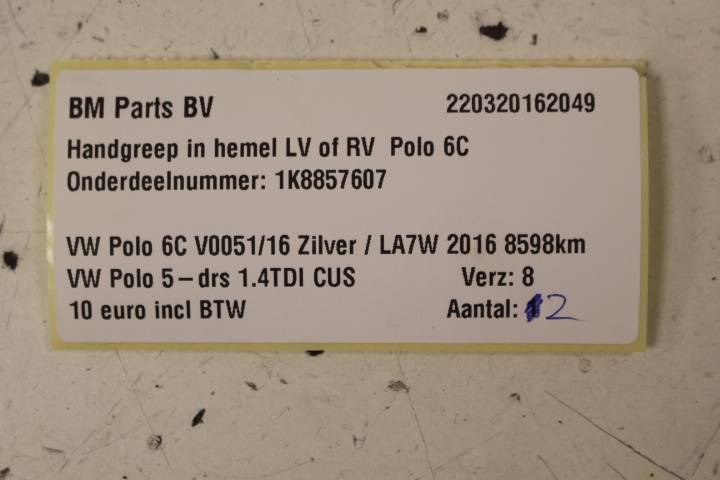 BM Parts BV 220320162049
Handgreep in hemel LV of RV Polo 6C
Onderdeelnummer: 1K8857607
VW Polo 6C V0051/16 Zilver / LA7W 2016 8598km
VW Polo 5-drs 1.4TDI CUS Verz: 8
10 euro incl BTW Aantal: 2